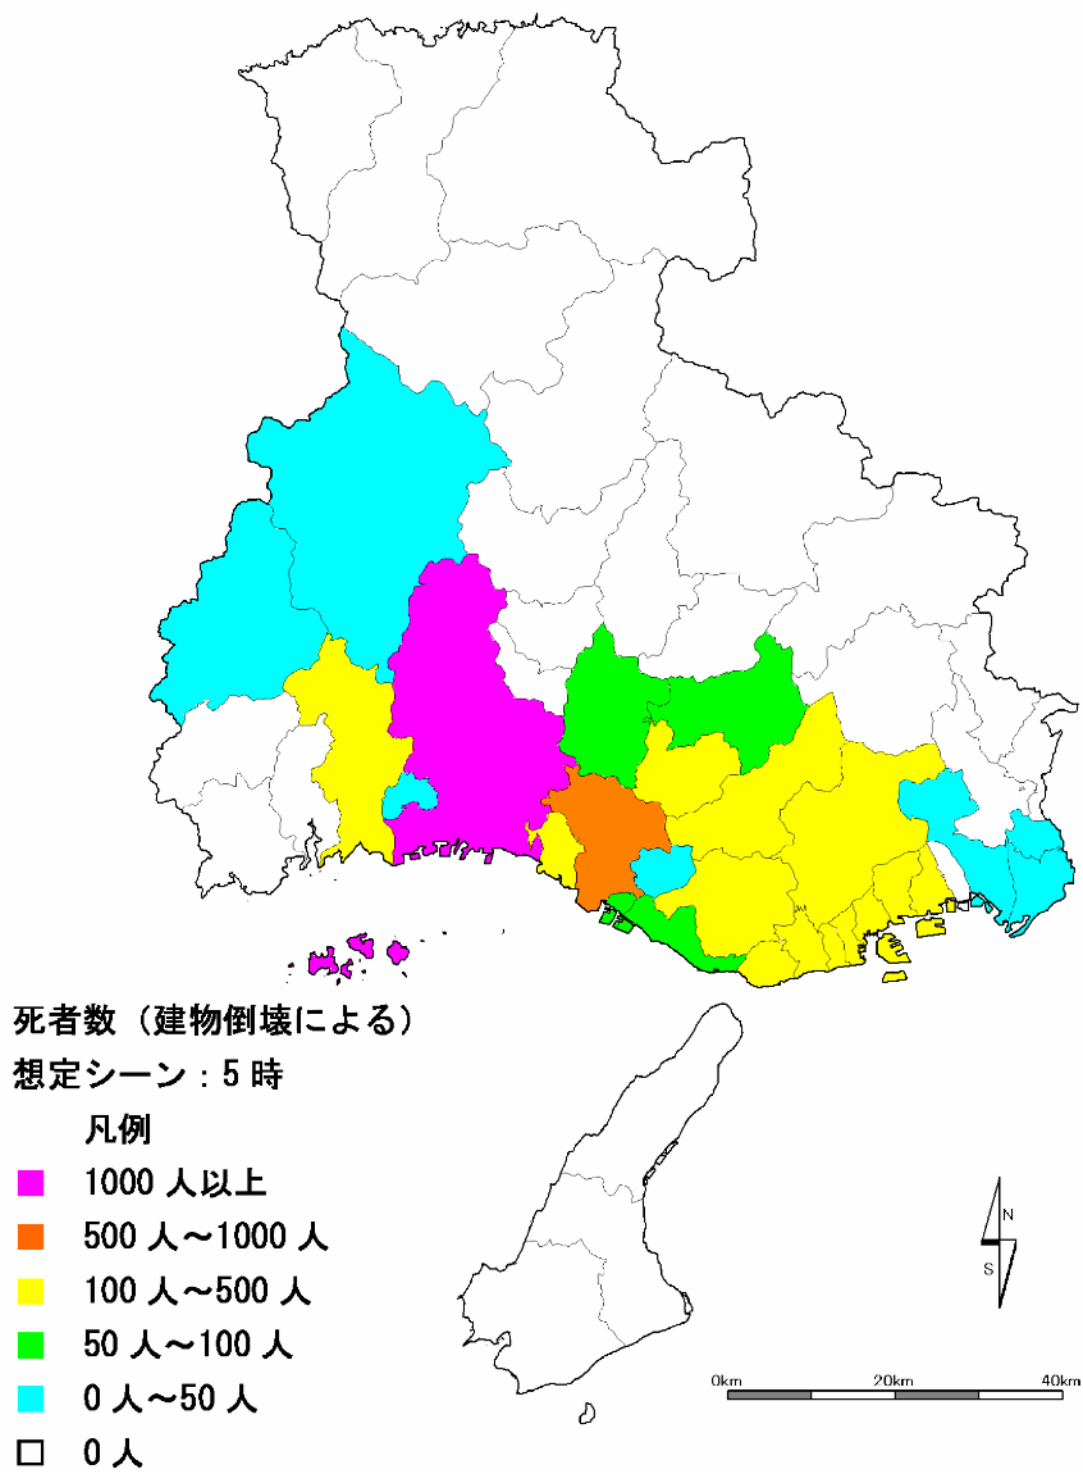 死者数（建物倒壊による）
想定シーン：5 時
凡例
1000 人以上
500 人～1000 人
100 人～500 人
50 人～100 人
0 人～50 人
0 人
N
S
0km 20km 40km